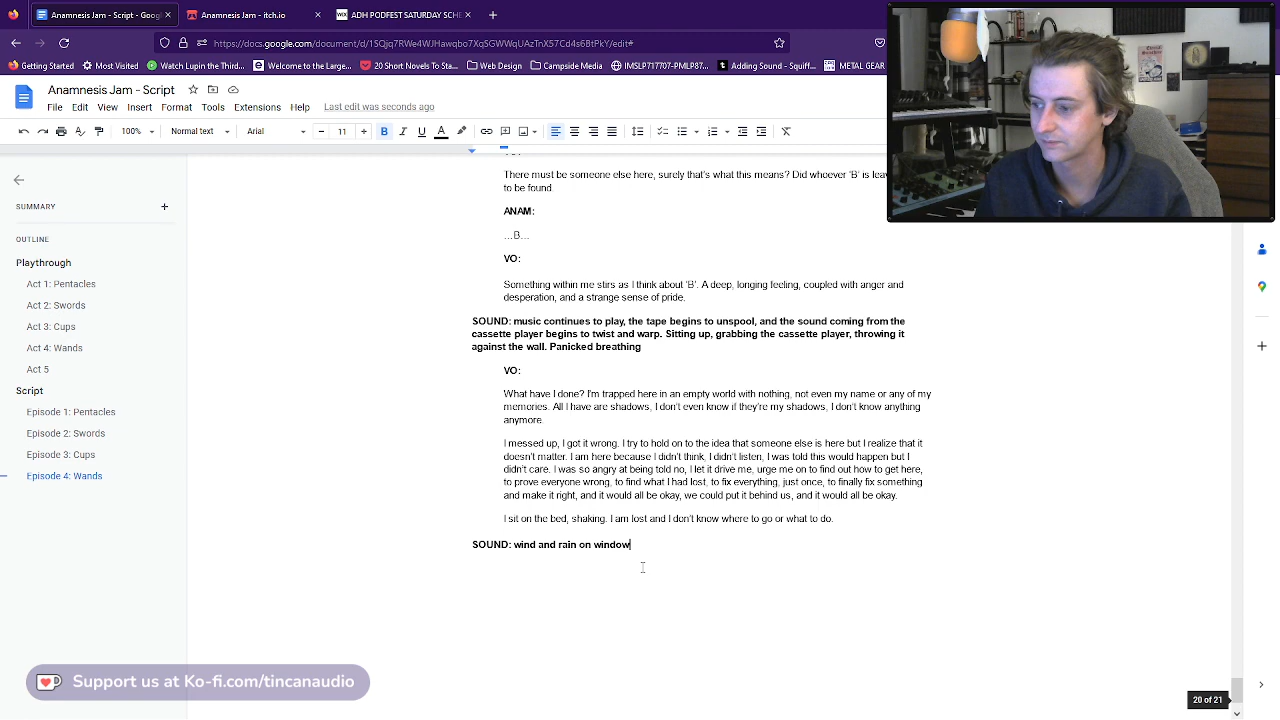 Anamnesis Jam - Script - Goo
Anamnesis Jam - itch.io
WIX ADH PODFEST SATURDAY SCHE
https://docs.google.com/document/d/1SQjq7RWe4WJHawqbo7XqSGWWqUAzTnX57Cd4s6BtPkY/edit#
Getting Started
Most Visited
Watch Lupin the Third...
Welcome to the Large...
20 Short Novels To S...
Web Design
Campside Media
IMSLP717707-PMLP87...
Adding Sound - Squiff...
METAL GEAR
Anamnesis Jam - Script
File Edit View Insert Format Tools Extensions Help Last edit was seconds ago
100% Normal text Arial 11 B I U A
SUMMARY
OUTLINE
Playthrough
Act 1: Pentacles
Act 2: Swords
Act 3: Cups
Act 4: Wands
Act 5
Script
Episode 1: Pentacles
Episode 2: Swords
Episode 3: Cups
Episode 4: Wands
There must be someone else here, surely that's what this means? Did whoever 'B' is leav
to be found.
ANAM:
...B...
VO:
Something within me stirs as I think about 'B'. A deep, longing feeling, coupled with anger and
desperation, and a strange sense of pride.
SOUND: music continues to play, the tape begins to unspool, and the sound coming from the
cassette player begins to twist and warp. Sitting up, grabbing the cassette player, throwing it
against the wall. Panicked breathing
VO:
What have I done? I'm trapped here in an empty world with nothing, not even my name or any of my
memories. All I have are shadows, I don't even know if they're my shadows, I don't know anything
anymore.
I messed up, I got it wrong. I try to hold on to the idea that someone else is here but I realize that it
doesn't matter. I am here because I didn't think, I didn't listen, I was told this would happen but I
didn't care. I was so angry at being told no, I let it drive me, urge me on to find out how to get here,
to prove everyone wrong, to find what I had lost, to fix everything, just once, to finally fix something
and make it right, and it would all be okay, we could put it behind us, and it would all be okay.
I sit on the bed, shaking. I am lost and I don't know where to go or what to do.
SOUND: wind and rain on window
Support us at Ko-fi.com/tincanaudio
20 of 21